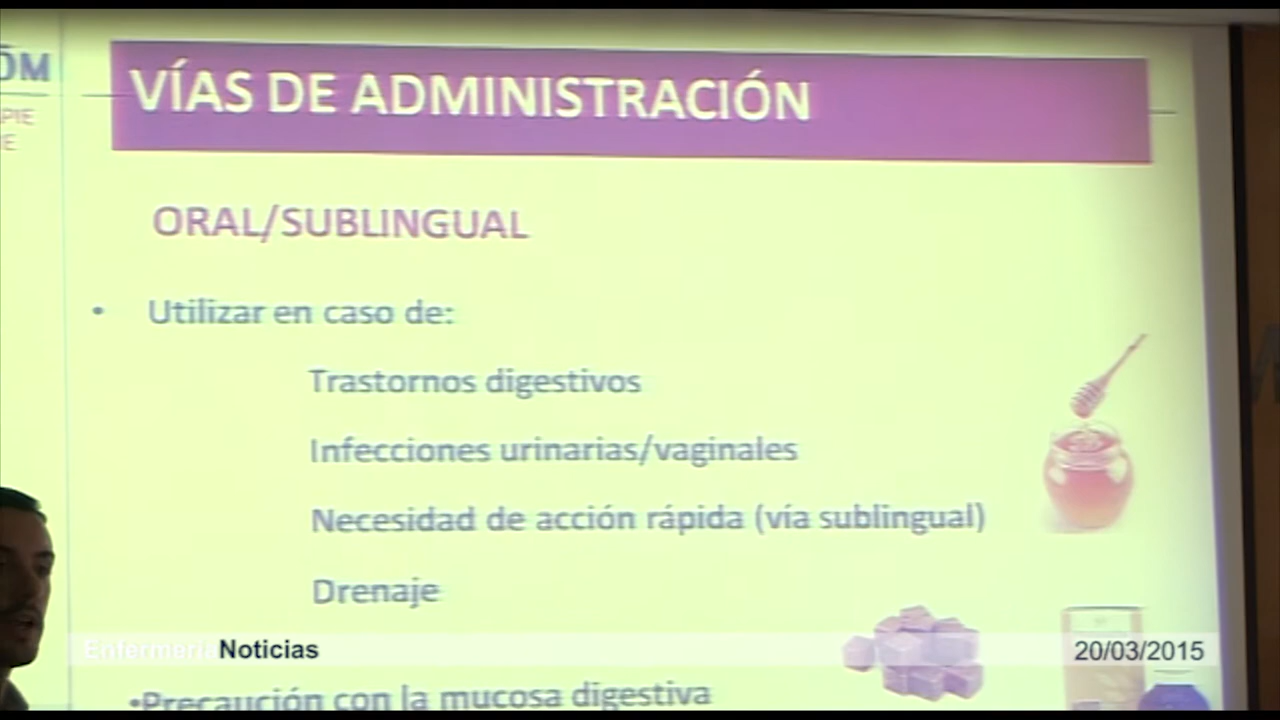 VÍAS DE ADMINISTRACIÓN
ORAL/SUBLINGUAL
• Utilizar en caso de:
Trastornos digestivos
Infecciones urinarias/vaginales
Necesidad de acción rápida (vía sublingual)
Drenaje
EnfermeríaNoticias
20/03/2015
•Precaución con la mucosa digestiva